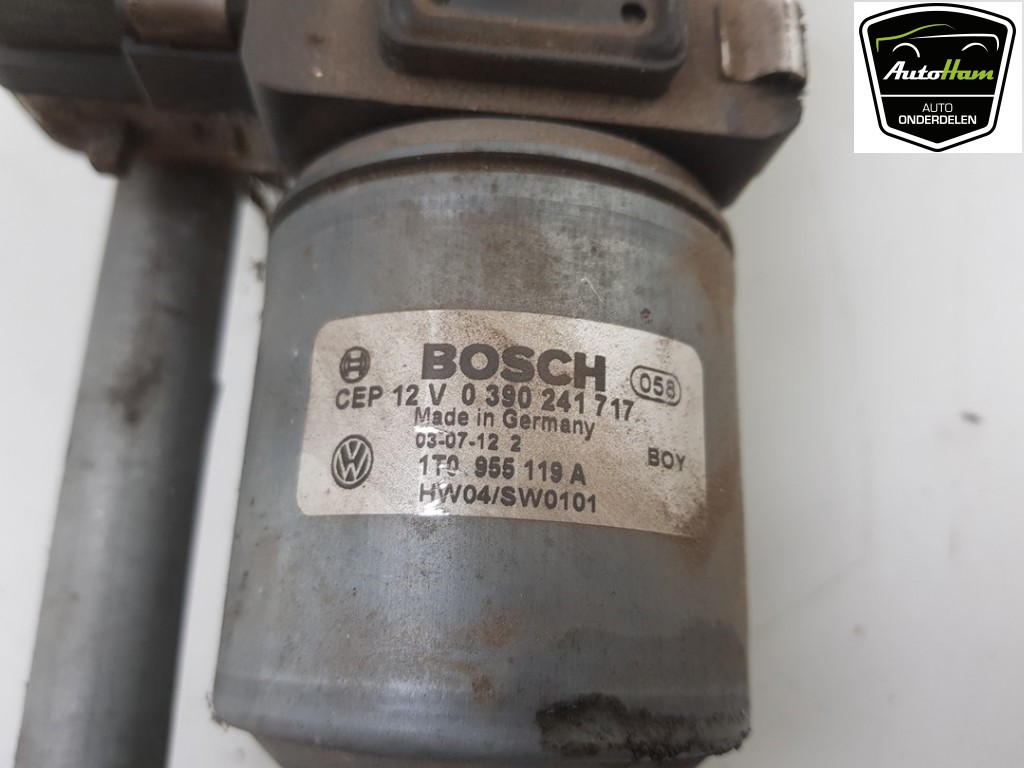 AutoHam
AUTO
ONDERDELEN
BOSCH
058
CEP 12 V 0 390 241 717
Made in Germany
03-07-12 2
BOY
1T0 955 119 A
HW04/SW0101